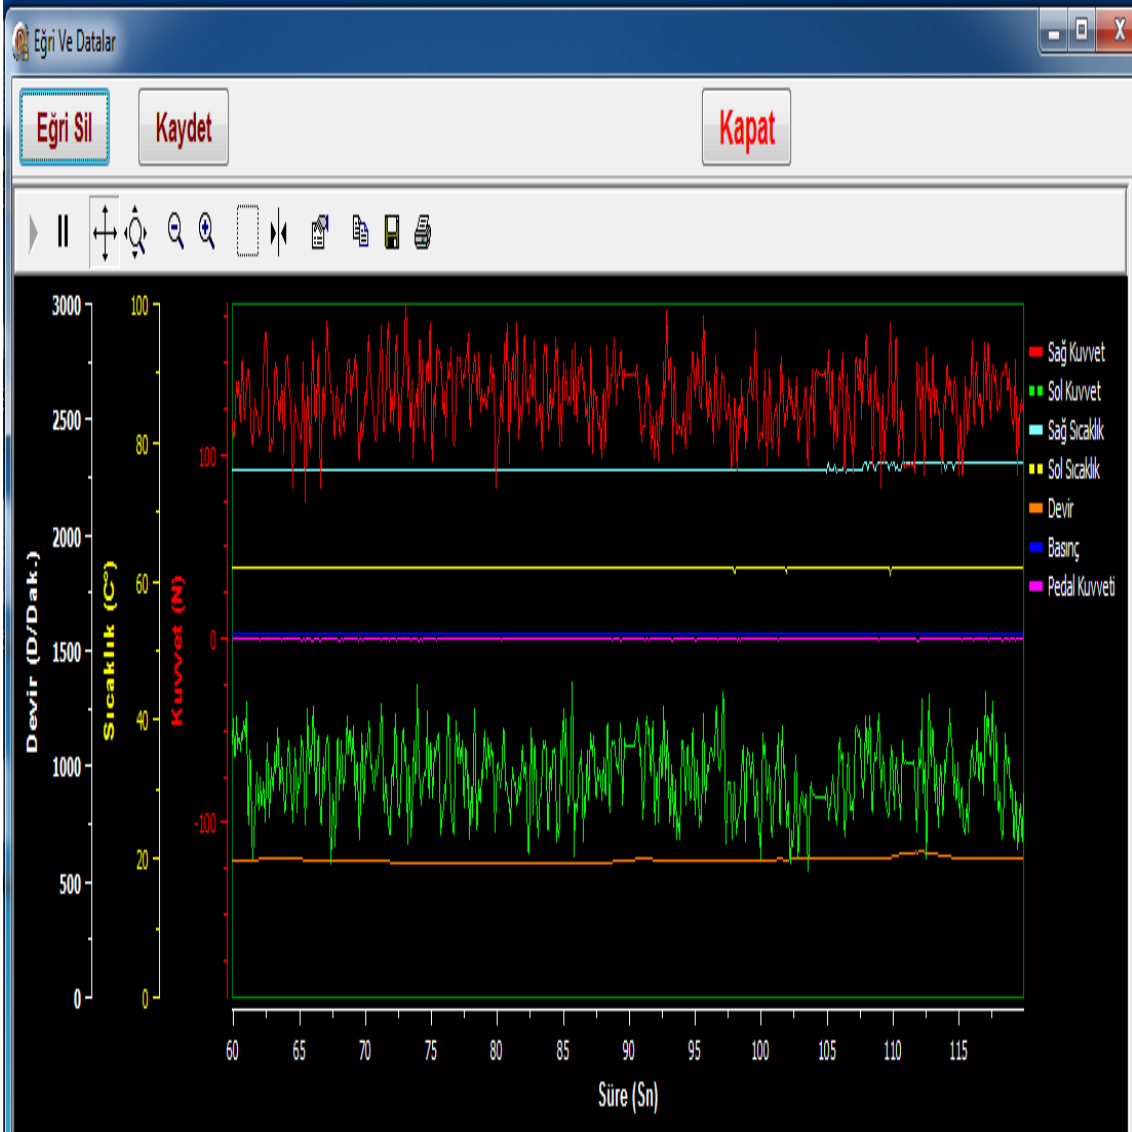 Eğri Ve Datalar
Eğri Sil
Kaydet
Kapat
Devir (D/Dak.)
3000
2500
2000
1500
1000
500
0
Sıcaklık (C°)
100
80
60
40
20
0
Kuvvet (N)
100
0
-100
Sağ Kuvvet
Sol Kuvvet
Sağ Sıcaklık
Sol Sıcaklık
Devir
Basınç
Pedal Kuvveti
60 65 70 75 80 85 90 95 100 105 110 115
Süre (Sn)